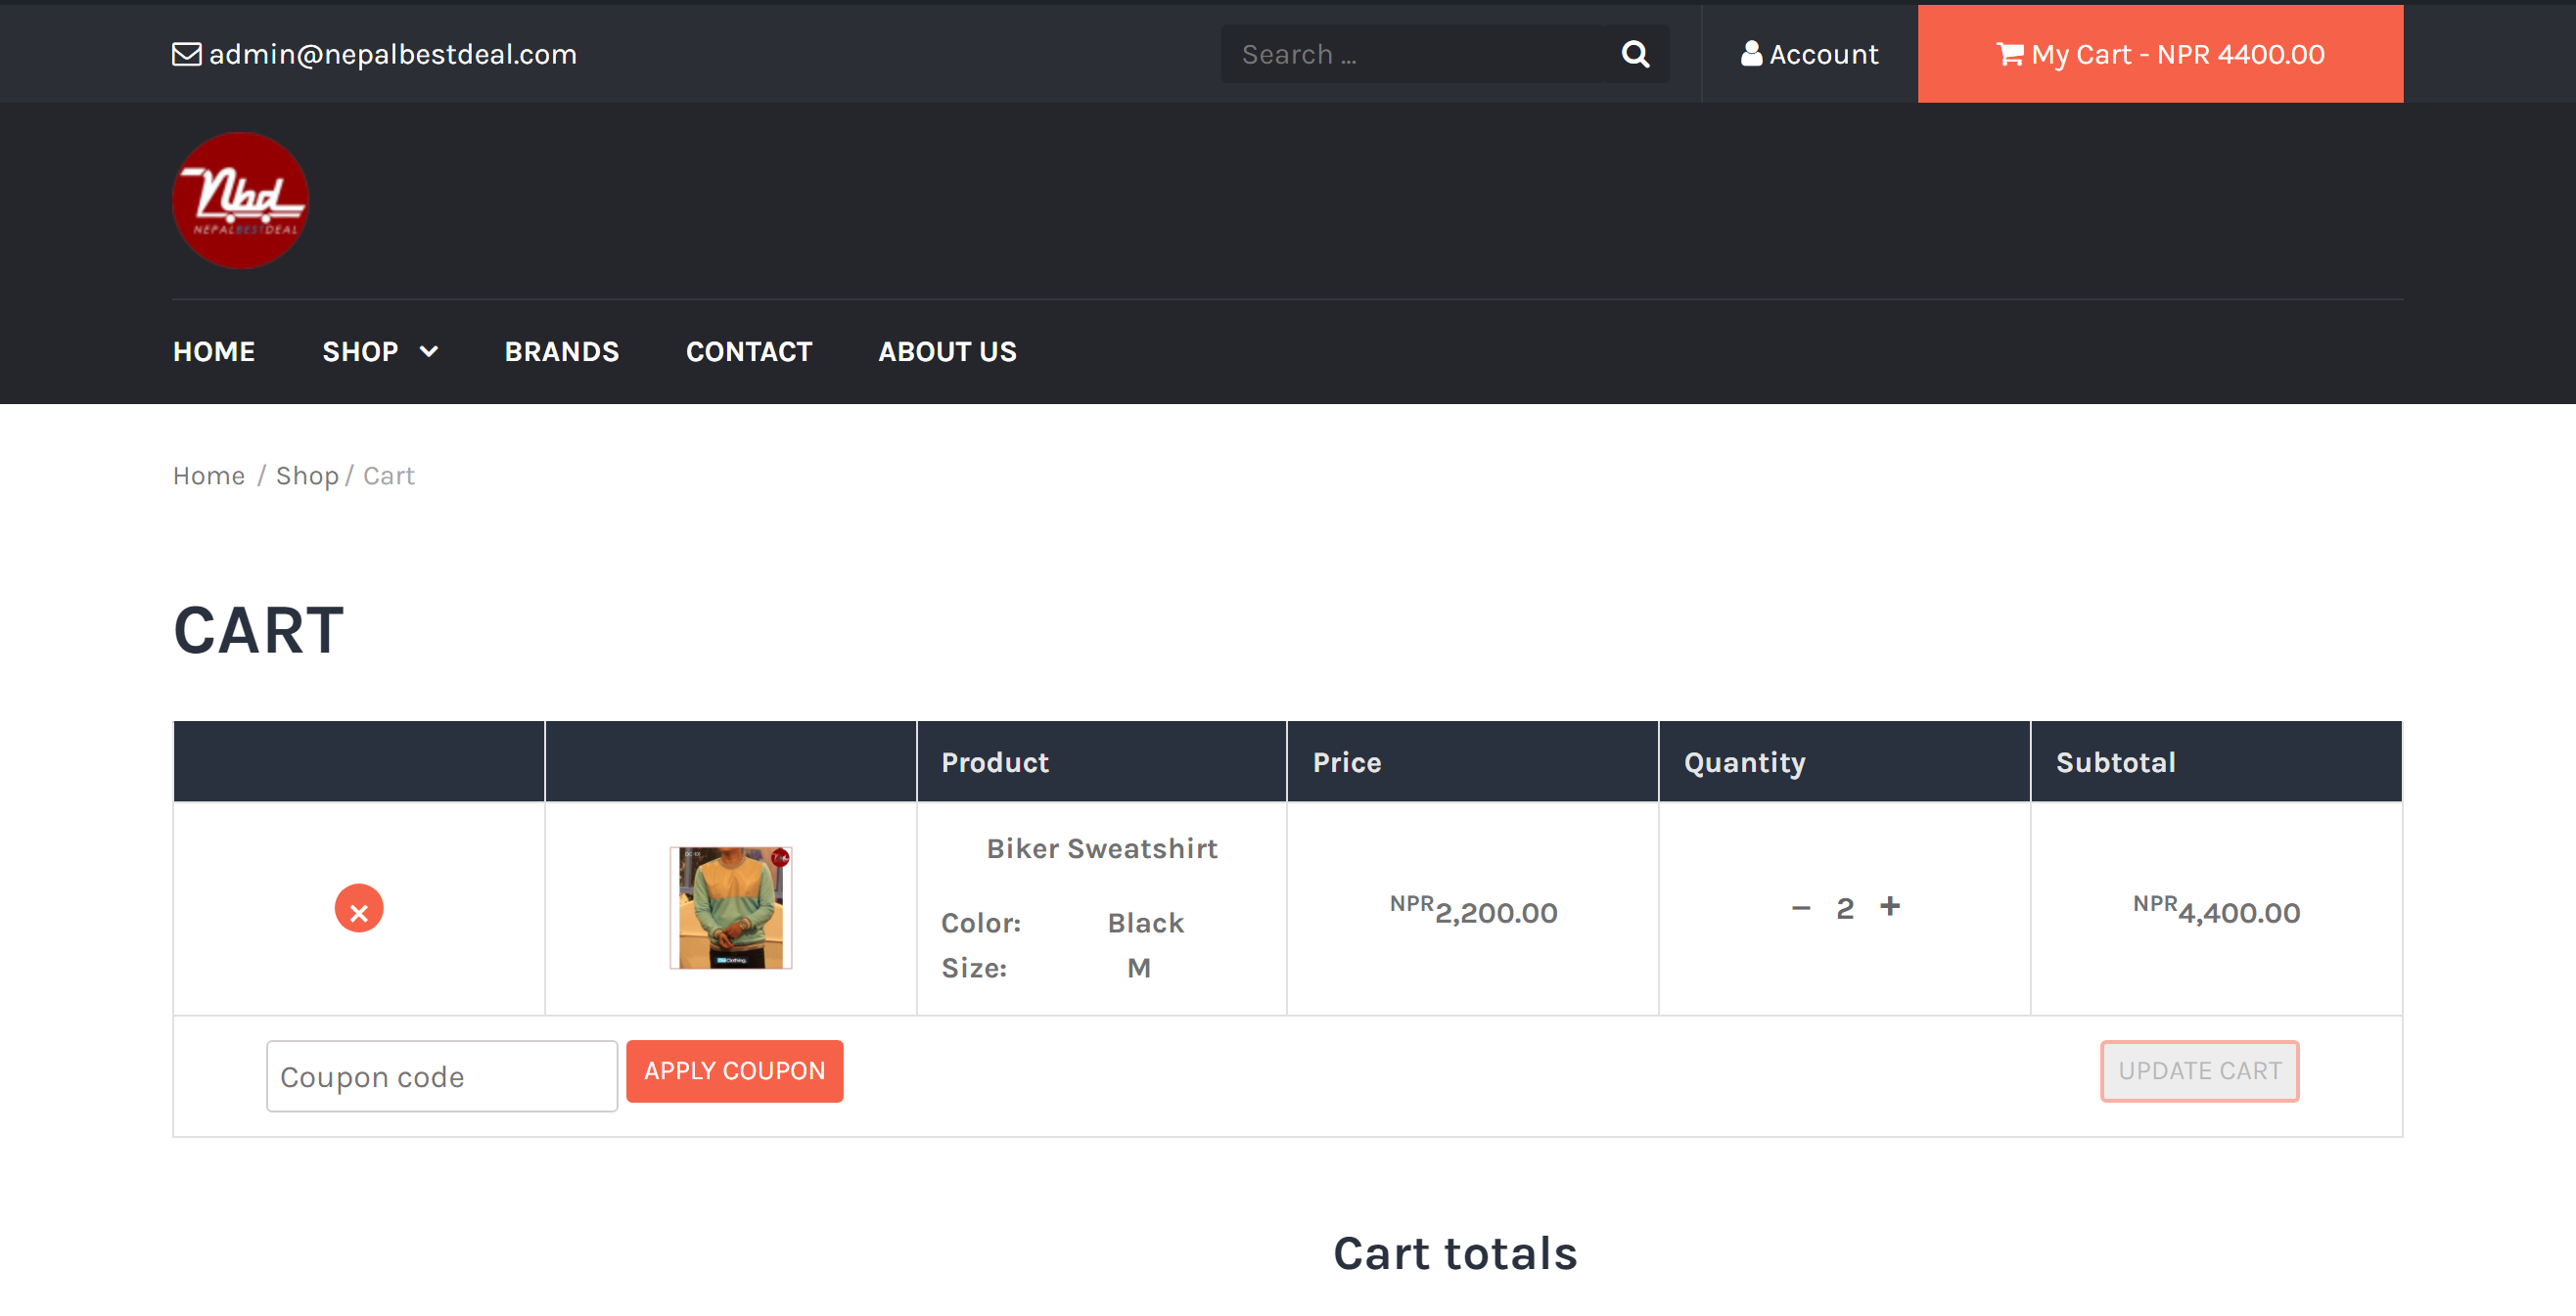 admin@nepalbestdeal.com
Search ...
Account
My Cart - NPR 4400.00
Nbd
NEPALBESTDEAL
HOME SHOP BRANDS CONTACT ABOUT US
Home / Shop / Cart
CART
Product Price Quantity Subtotal
Biker Sweatshirt
Color: Black
Size: M
NPR2,200.00
− 2 +
NPR4,400.00
Coupon code
APPLY COUPON
UPDATE CART
Cart totals